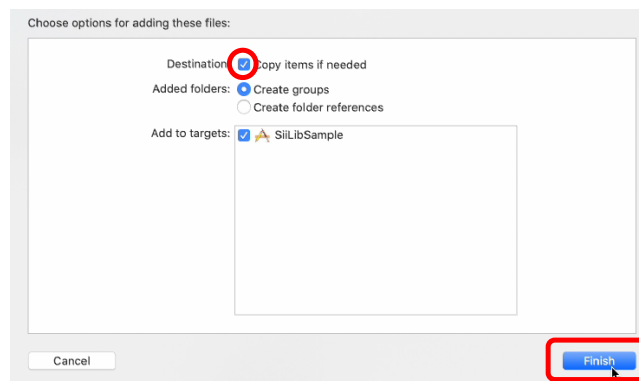 Choose options for adding these files:
Destination: Copy items if needed
Added folders: Create groups
Create folder references
Add to targets: SiiLibSample
Cancel Finish